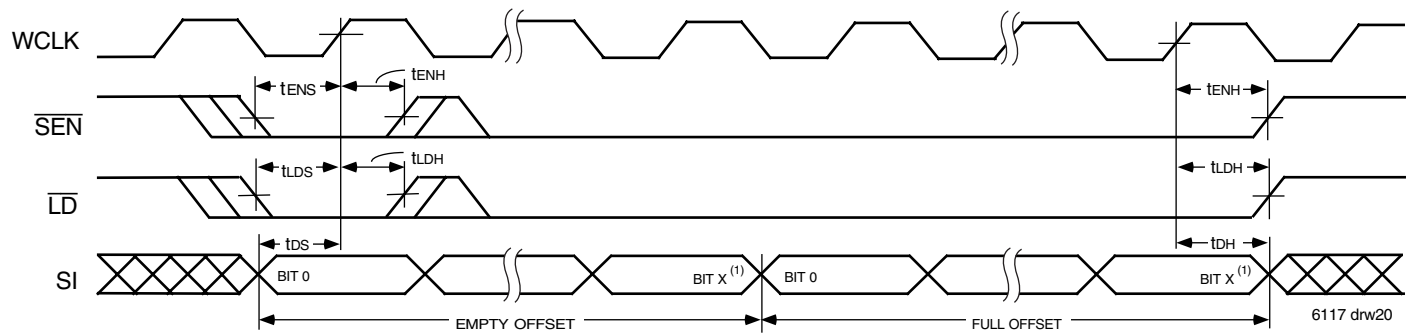 WCLK
tENS
tENH
tENH
SEN
tLDS
tLDH
tLDH
LD
tDS
tDH
SI
BIT 0
BIT X (1)
BIT 0
BIT X (1)
EMPTY OFFSET
FULL OFFSET
6117 drw20